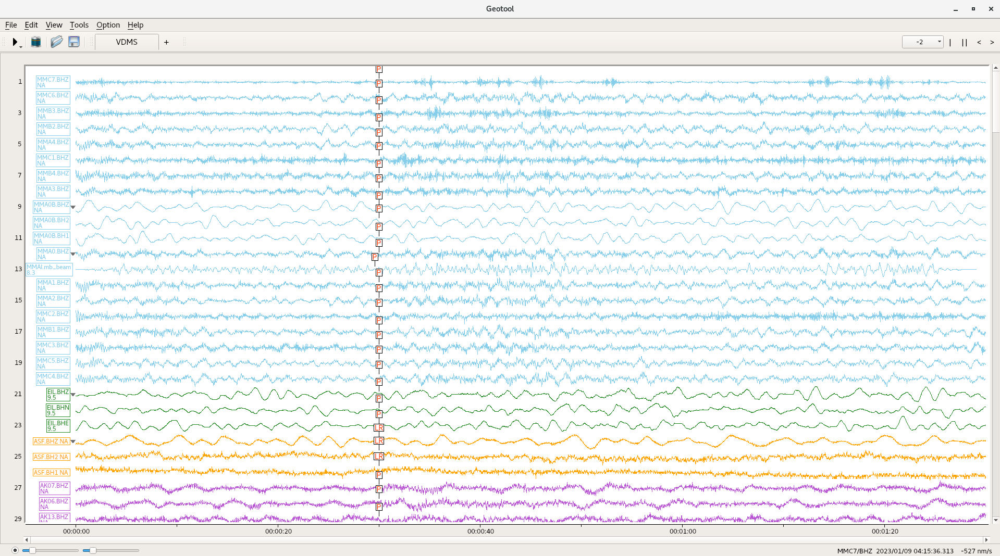 Geotool
File Edit View Tools Option Help
VDMS + -2 | || < >
P
1 MMC7.BHZ NA P
MMC6.BHZ NA P
3 MMB3.BHZ NA P
MMB2.BHZ NA P
5 MMA4.BHZ NA P
MMC1.BHZ NA P
7 MMB4.BHZ NA P
MMA3.BHZ NA P
9 MMA0B.BHZ NA P
MMA0B.BH2 NA P
11 MMA0B.BH1 NA P
MMA0.BHZ NA P
13 MMAI.mb_beam 8.3 P
MMA1.BHZ NA P
15 MMA2.BHZ NA P
MMC2.BHZ NA P
17 MMB1.BHZ NA P
MMC3.BHZ NA P
19 MMC5.BHZ NA P
MMC4.BHZ NA P
21 EIL.BHZ 9.5 P
EIL.BHN 9.5 P
23 EIL.BHE 9.5 LR
ASF.BHZ NA LR
25 ASF.BH2 NA LR
ASF.BH1 NA P
27 AK07.BHZ NA P
AK06.BHZ NA P
29 AK13.BHZ NA
00:00:00 00:00:20 00:00:40 00:01:00 00:01:20
MMC7/BHZ 2023/01/09 04:15:36.313 -527 nm/s